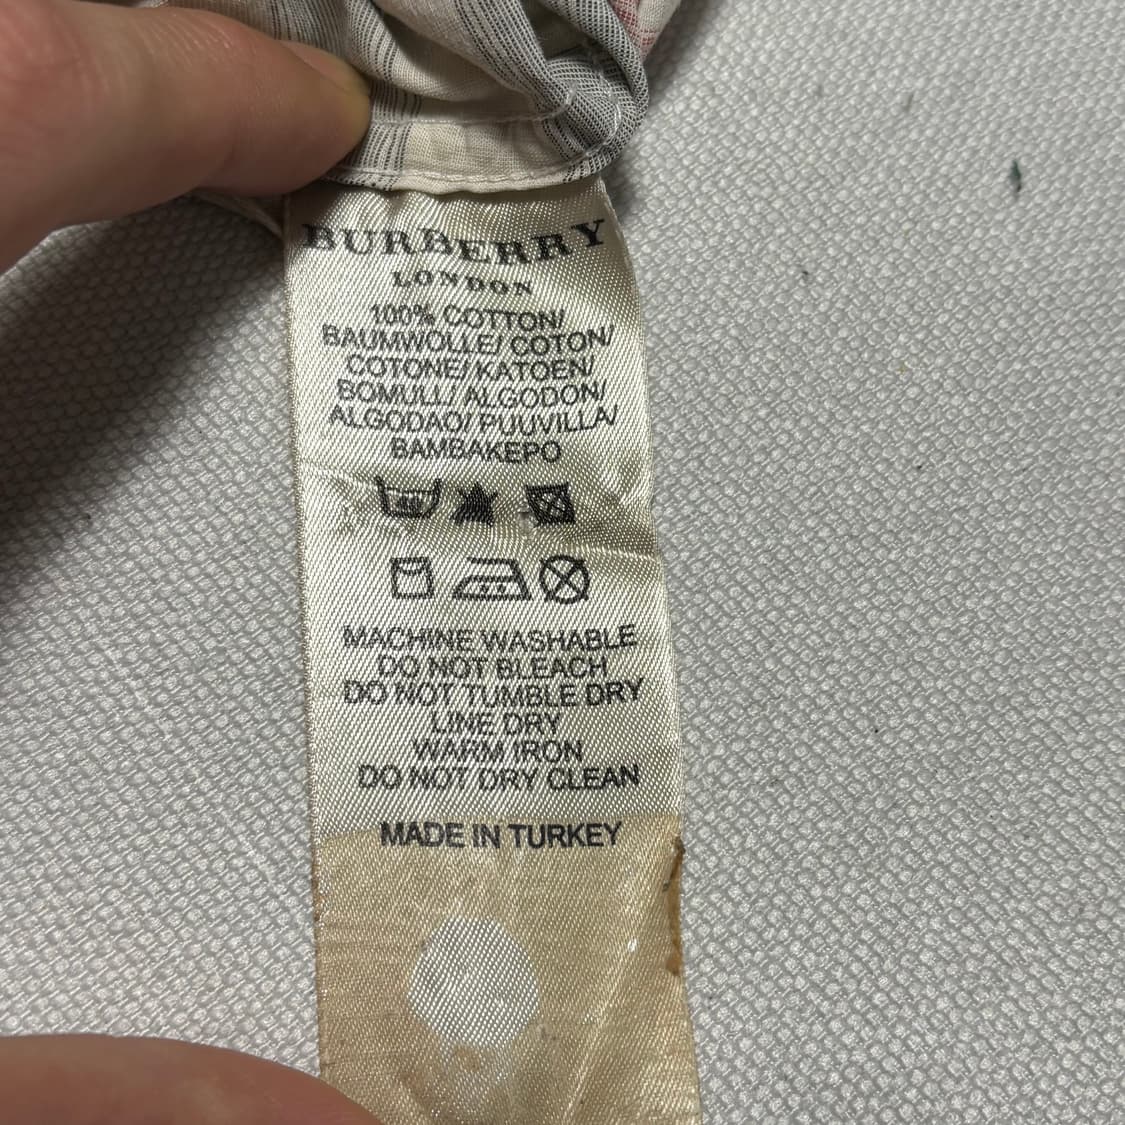 BURBERRY
LONDON
100% COTTON/
BAUMWOLLE/ COTON/
COTONE/ KATOEN/
BOMULL/ ALGODON/
ALGODAO/ PUUVILLA/
BAMBAKEPO
MACHINE WASHABLE
DO NOT BLEACH
DO NOT TUMBLE DRY
LINE DRY
WARM IRON
DO NOT DRY CLEAN
MADE IN TURKEY